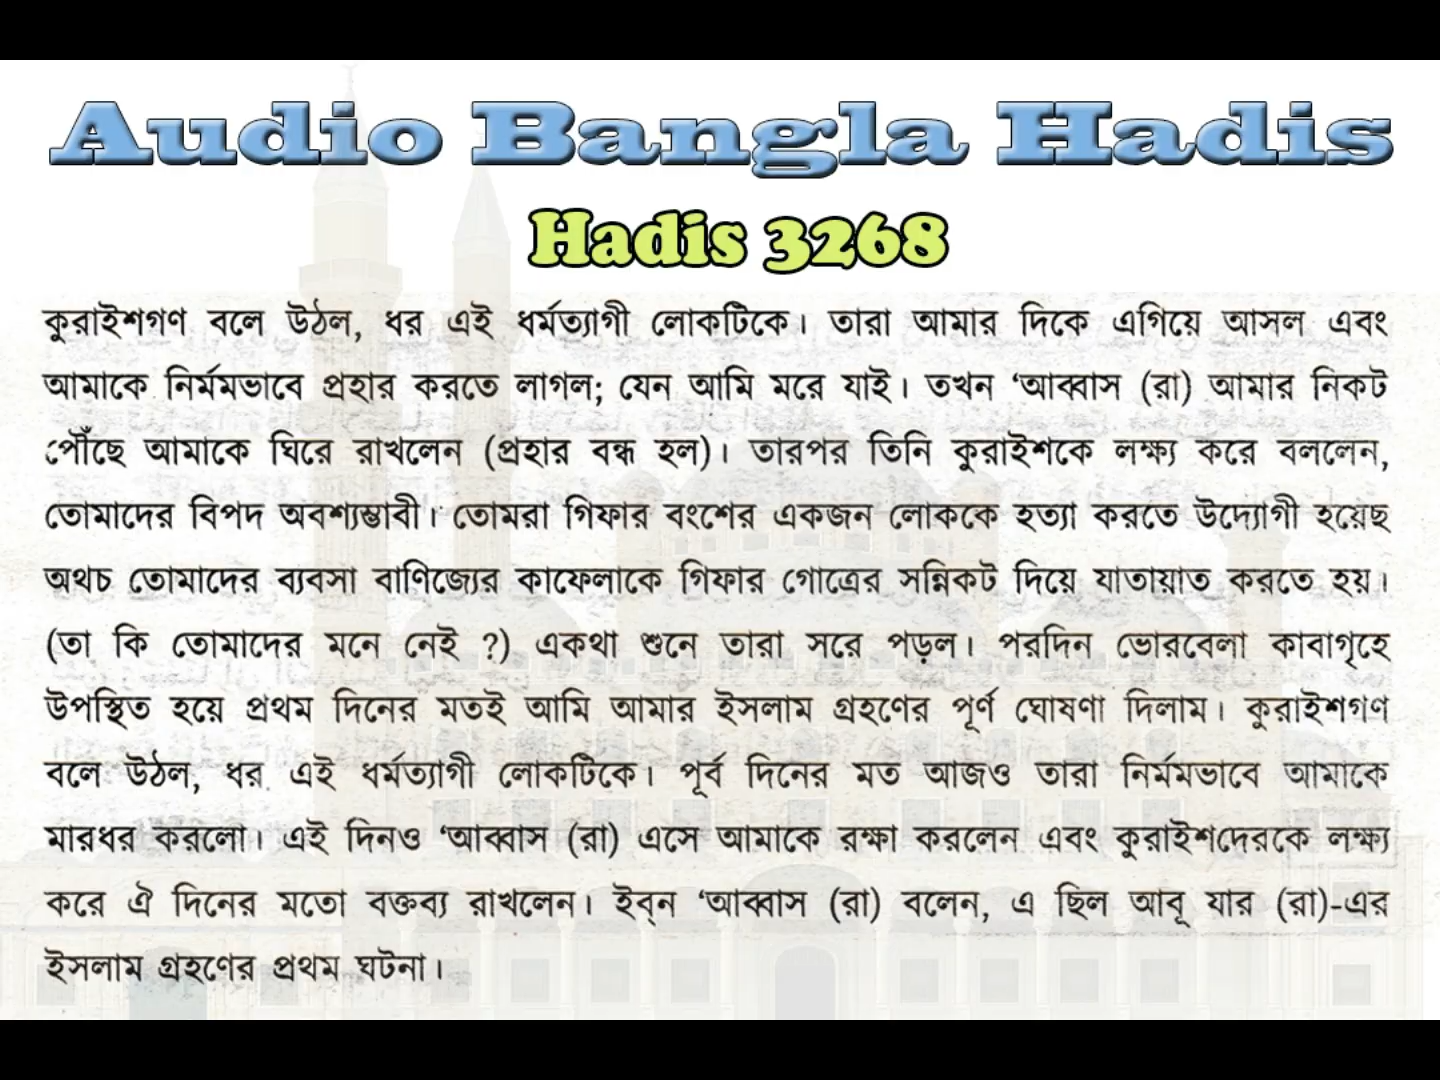 Audio Bangla Hadis
Hadis 3268
কুরাইশগণ বলে উঠল, ধর এই ধর্মত্যাগী লোকটিকে। তারা আমার দিকে এগিয়ে আসল এবং
আমাকে নির্মমভাবে প্রহার করতে লাগল; যেন আমি মরে যাই। তখন ‘আব্বাস (রা) আমার নিকট
পৌঁছে আমাকে ঘিরে রাখলেন (প্রহার বন্ধ হল)। তারপর তিনি কুরাইশকে লক্ষ্য করে বললেন,
তোমাদের বিপদ অবশ্যম্ভাবী। তোমরা গিফার বংশের একজন লোককে হত্যা করতে উদ্যোগী হয়েছ
অথচ তোমাদের ব্যবসা বাণিজ্যের কাফেলাকে গিফার গোত্রের সন্নিকট দিয়ে যাতায়াত করতে হয়।
(তা কি তোমাদের মনে নেই ?) একথা শুনে তারা সরে পড়ল। পরদিন ভোরবেলা কাবাগৃহে
উপস্থিত হয়ে প্রথম দিনের মতই আমি আমার ইসলাম গ্রহণের পূর্ণ ঘোষণা দিলাম। কুরাইশগণ
বলে উঠল, ধর এই ধর্মত্যাগী লোকটিকে। পূর্ব দিনের মত আজও তারা নির্মমভাবে আমাকে
মারধর করলো। এই দিনও ‘আব্বাস (রা) এসে আমাকে রক্ষা করলেন এবং কুরাইশদেরকে লক্ষ্য
করে ঐ দিনের মতো বক্তব্য রাখলেন। ইব্‌ন ‘আব্বাস (রা) বলেন, এ ছিল আবূ যার (রা)-এর
ইসলাম গ্রহণের প্রথম ঘটনা।